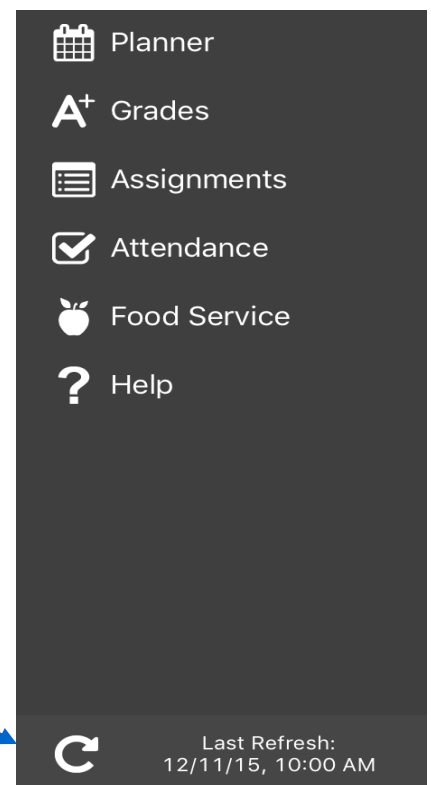 Planner
A+ Grades
Assignments
Attendance
Food Service
? Help
Last Refresh:
12/11/15, 10:00 AM